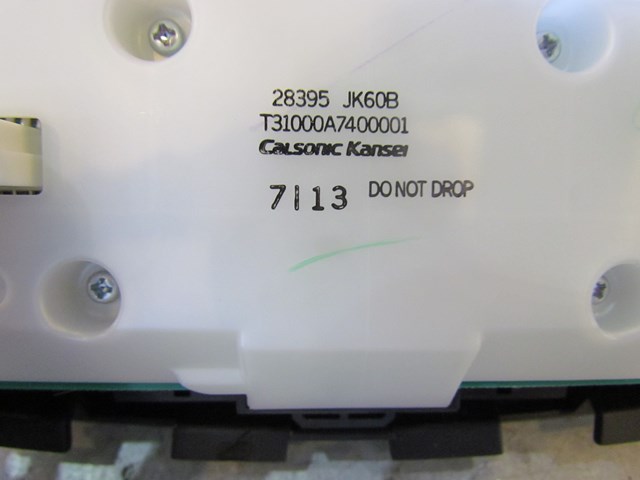 28395 JK60B
T31000A7400001
CALSONIC KANSEI
7113 DO NOT DROP